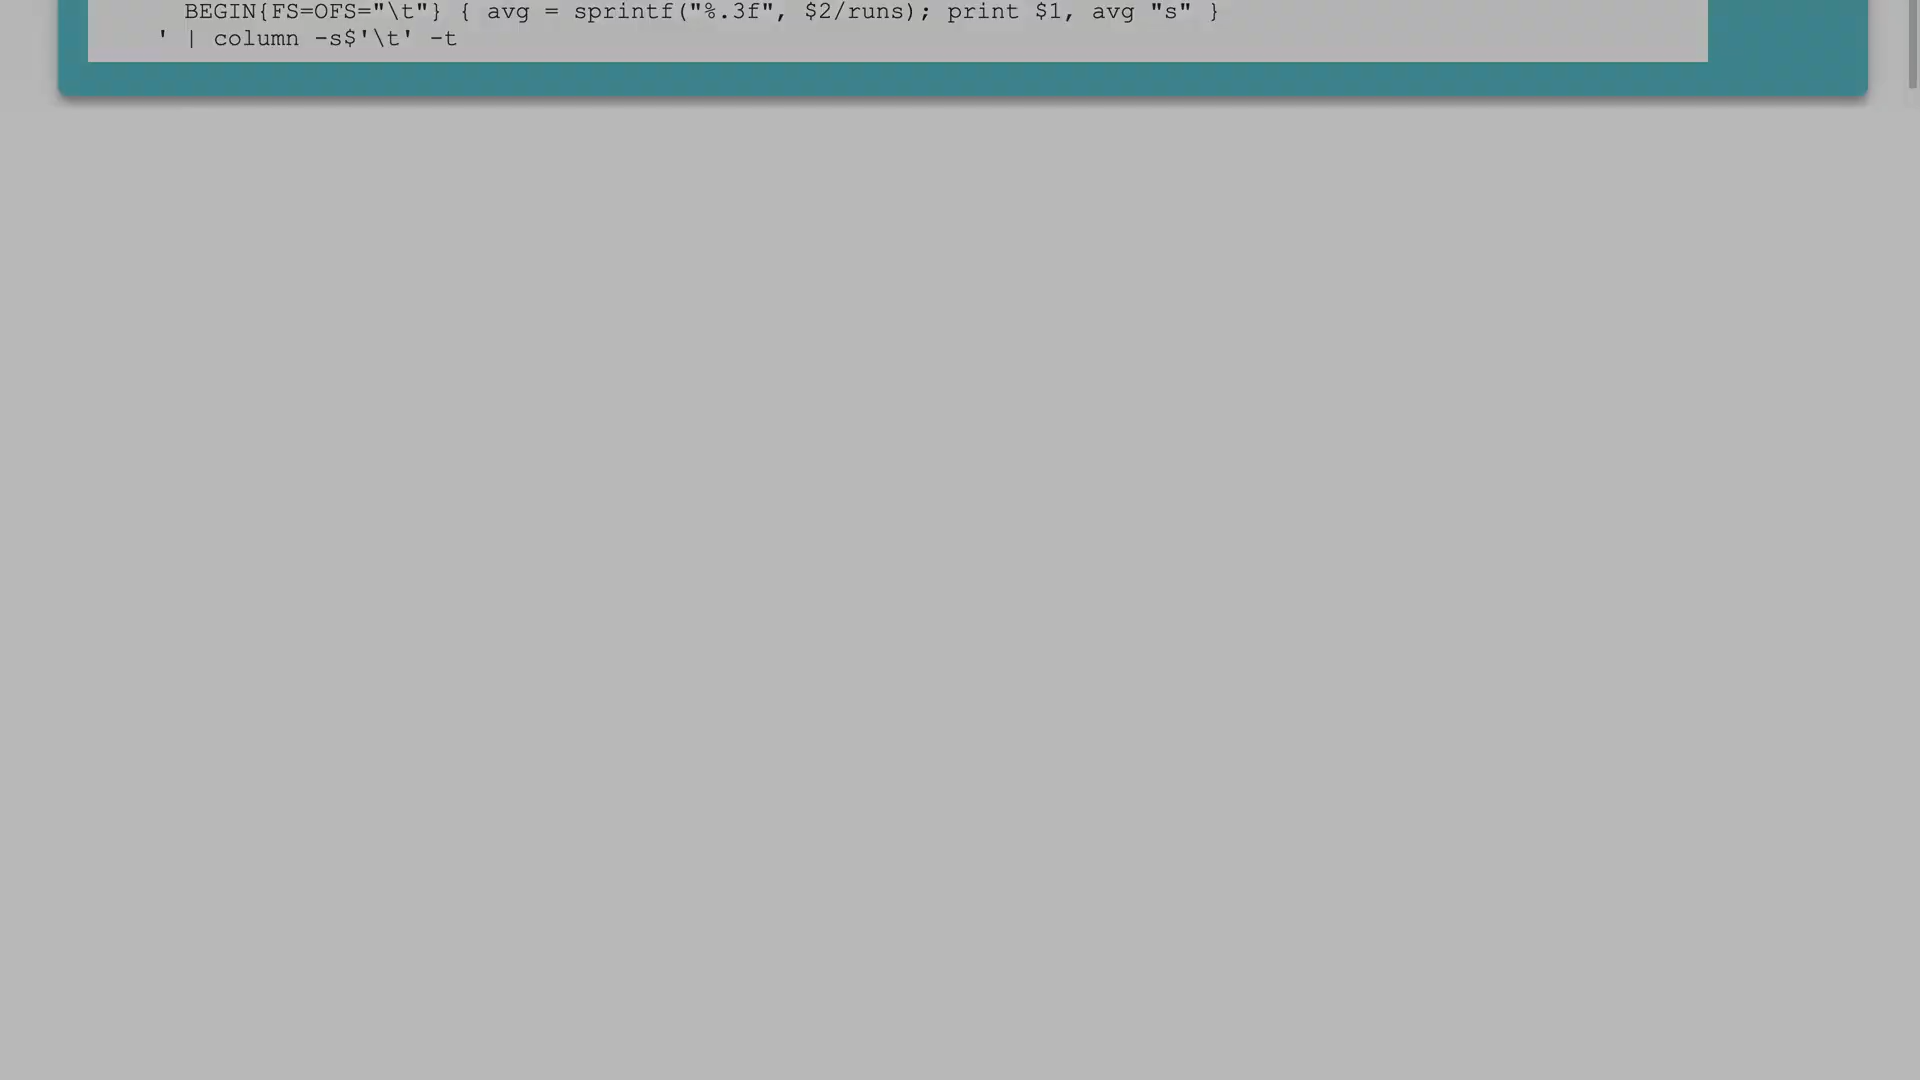 BEGIN{FS=OFS="\t"} { avg = sprintf("%.3f", $2/runs); print $1, avg "s" }
' | column -s$'\t' -t